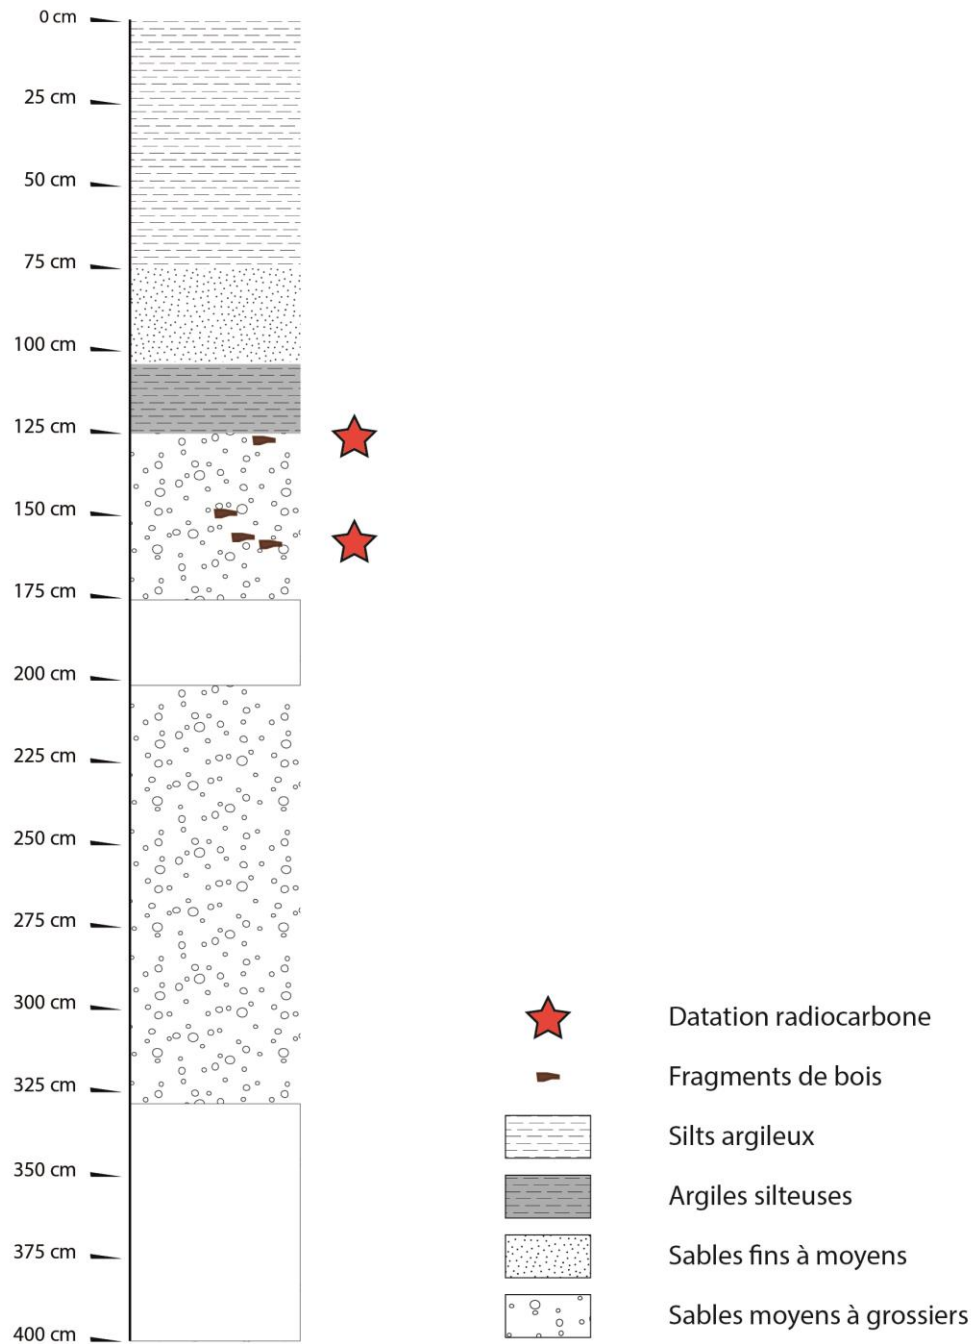 0 cm
25 cm
50 cm
75 cm
100 cm
125 cm
150 cm
175 cm
200 cm
225 cm
250 cm
275 cm
300 cm
325 cm
350 cm
375 cm
400 cm
Datation radiocarbone
Fragments de bois
Silts argileux
Argiles silteuses
Sables fins à moyens
Sables moyens à grossiers